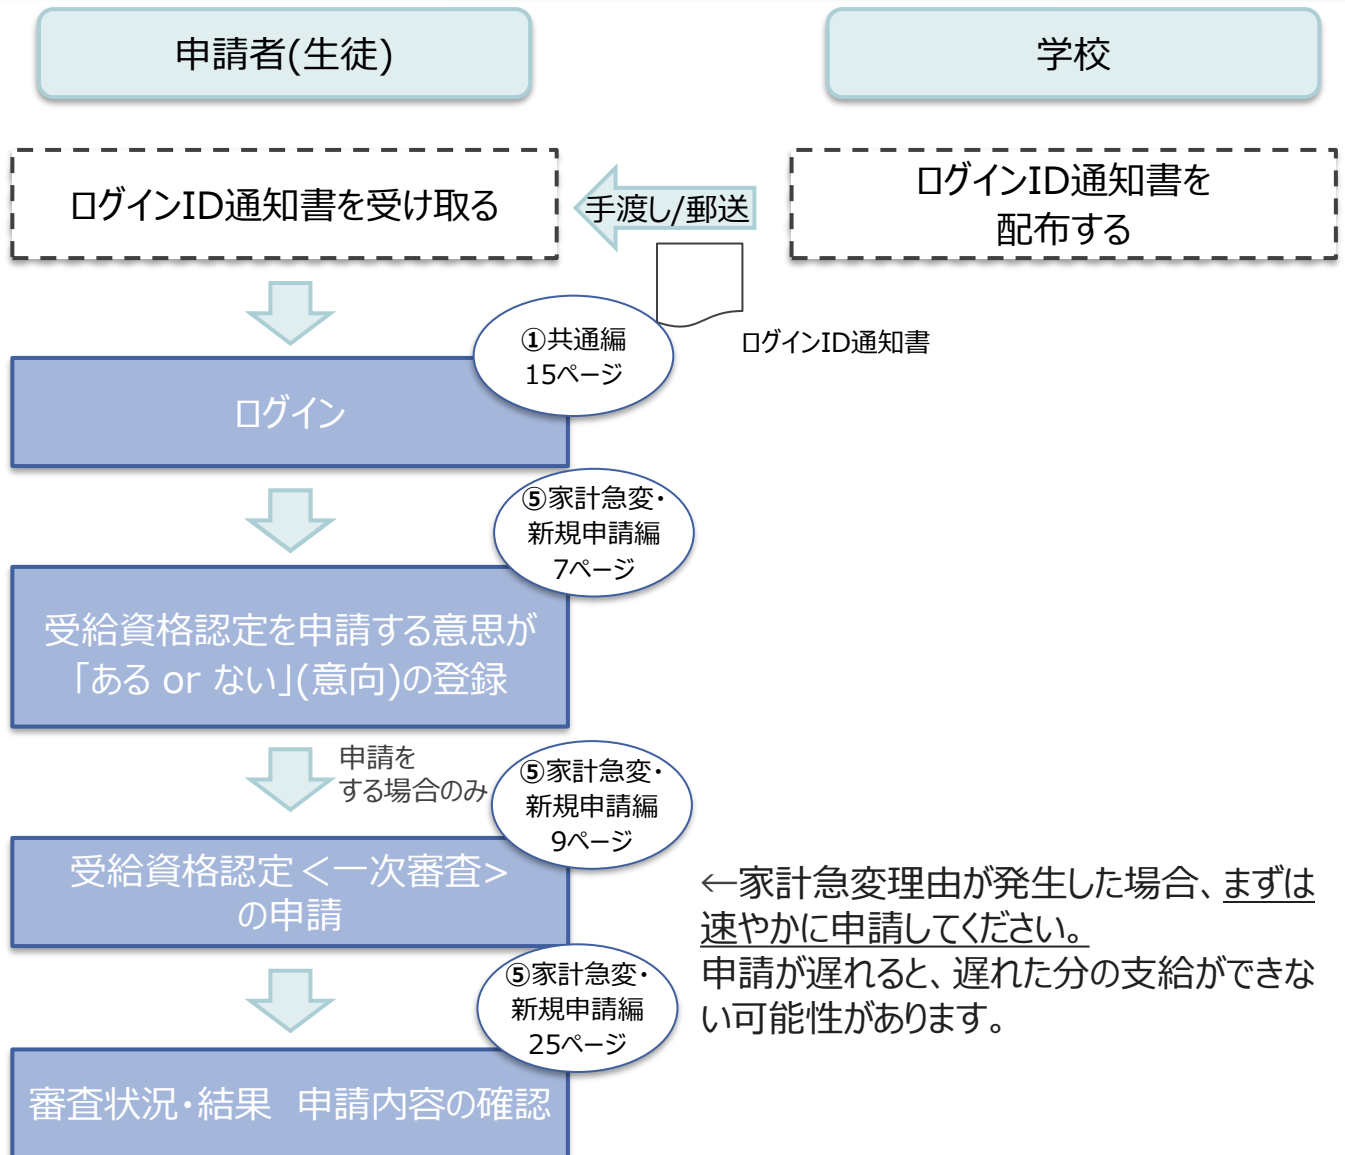 申請者(生徒)
学校
ログインID通知書を受け取る
手渡し/郵送
ログインID通知書を
配布する
ログインID通知書
①共通編
15ページ
ログイン
⑤家計急変・
新規申請編
7ページ
受給資格認定を申請する意思が
「ある or ない」(意向)の登録
申請を
する場合のみ
⑤家計急変・
新規申請編
9ページ
受給資格認定＜一次審査>
の申請
←家計急変理由が発生した場合、まずは
速やかに申請してください。
申請が遅れると、遅れた分の支給ができな
い可能性があります。
⑤家計急変・
新規申請編
25ページ
審査状況・結果　申請内容の確認